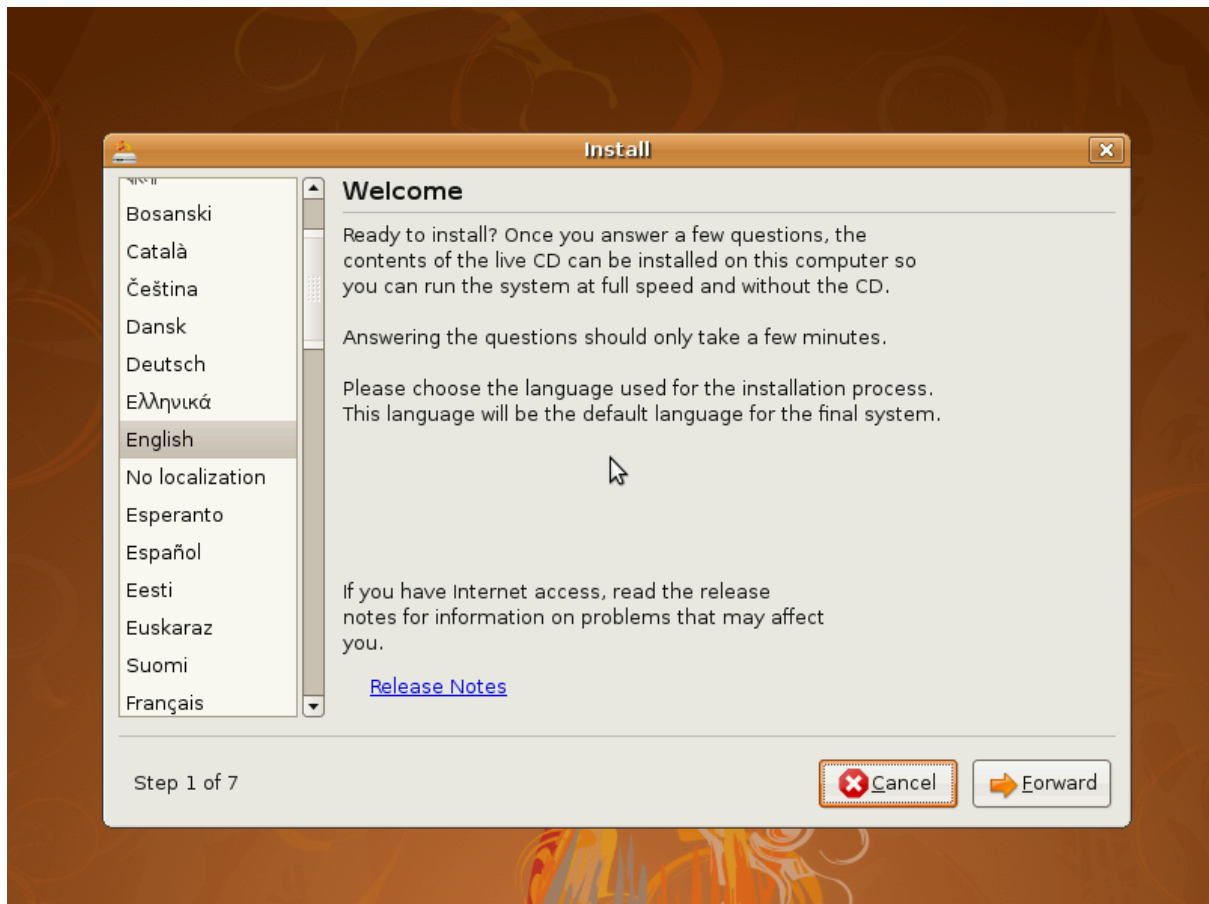 Install
Bosanski
Català
Čeština
Dansk
Deutsch
Ελληνικά
English
No localization
Esperanto
Español
Eesti
Euskaraz
Suomi
Français
Welcome
Ready to install? Once you answer a few questions, the
contents of the live CD can be installed on this computer so
you can run the system at full speed and without the CD.
Answering the questions should only take a few minutes.
Please choose the language used for the installation process.
This language will be the default language for the final system.
If you have Internet access, read the release
notes for information on problems that may affect
you.
Release Notes
Step 1 of 7
Cancel
Forward